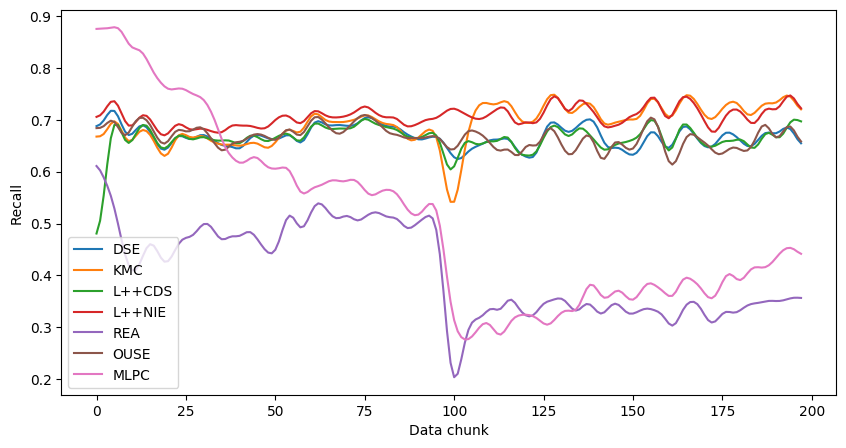 0.9
0.8
0.7
0.6
0.5
0.4
0.3
0.2
Recall
DSE
KMC
L++CDS
L++NIE
REA
OUSE
MLPC
0 25 50 75 100 125 150 175 200
Data chunk